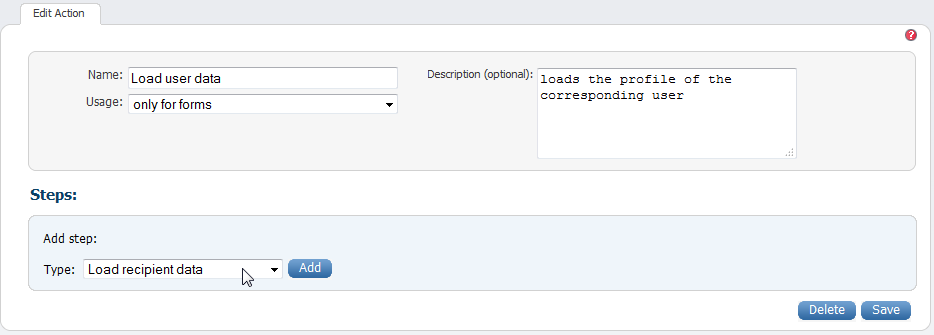 Edit Action
?
Name: Load user data
Description (optional): loads the profile of the
corresponding user
Usage: only for forms
Steps:
Add step:
Type: Load recipient data Add
Delete Save